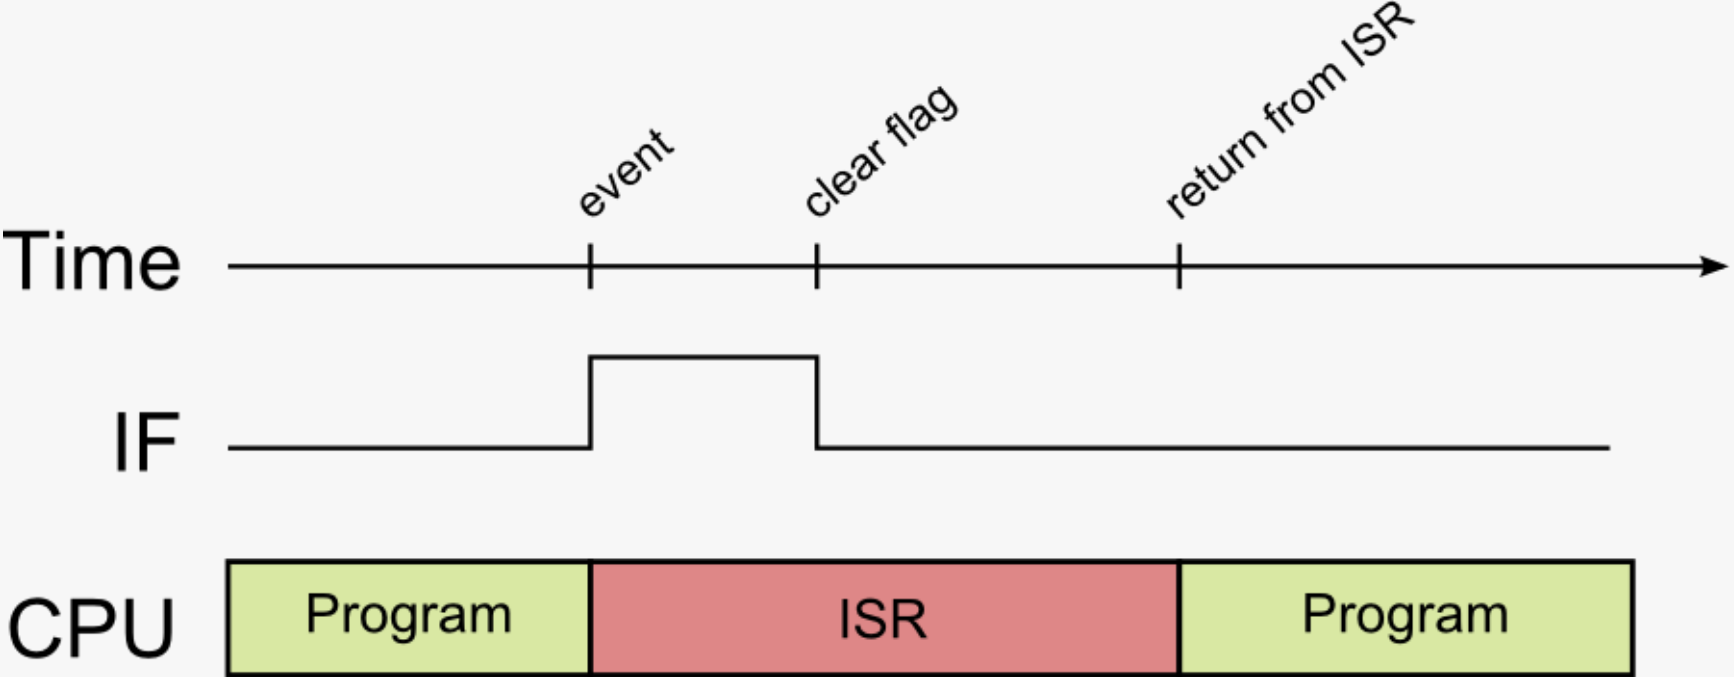 event
clear flag
return from ISR
Time
IF
CPU
Program
ISR
Program